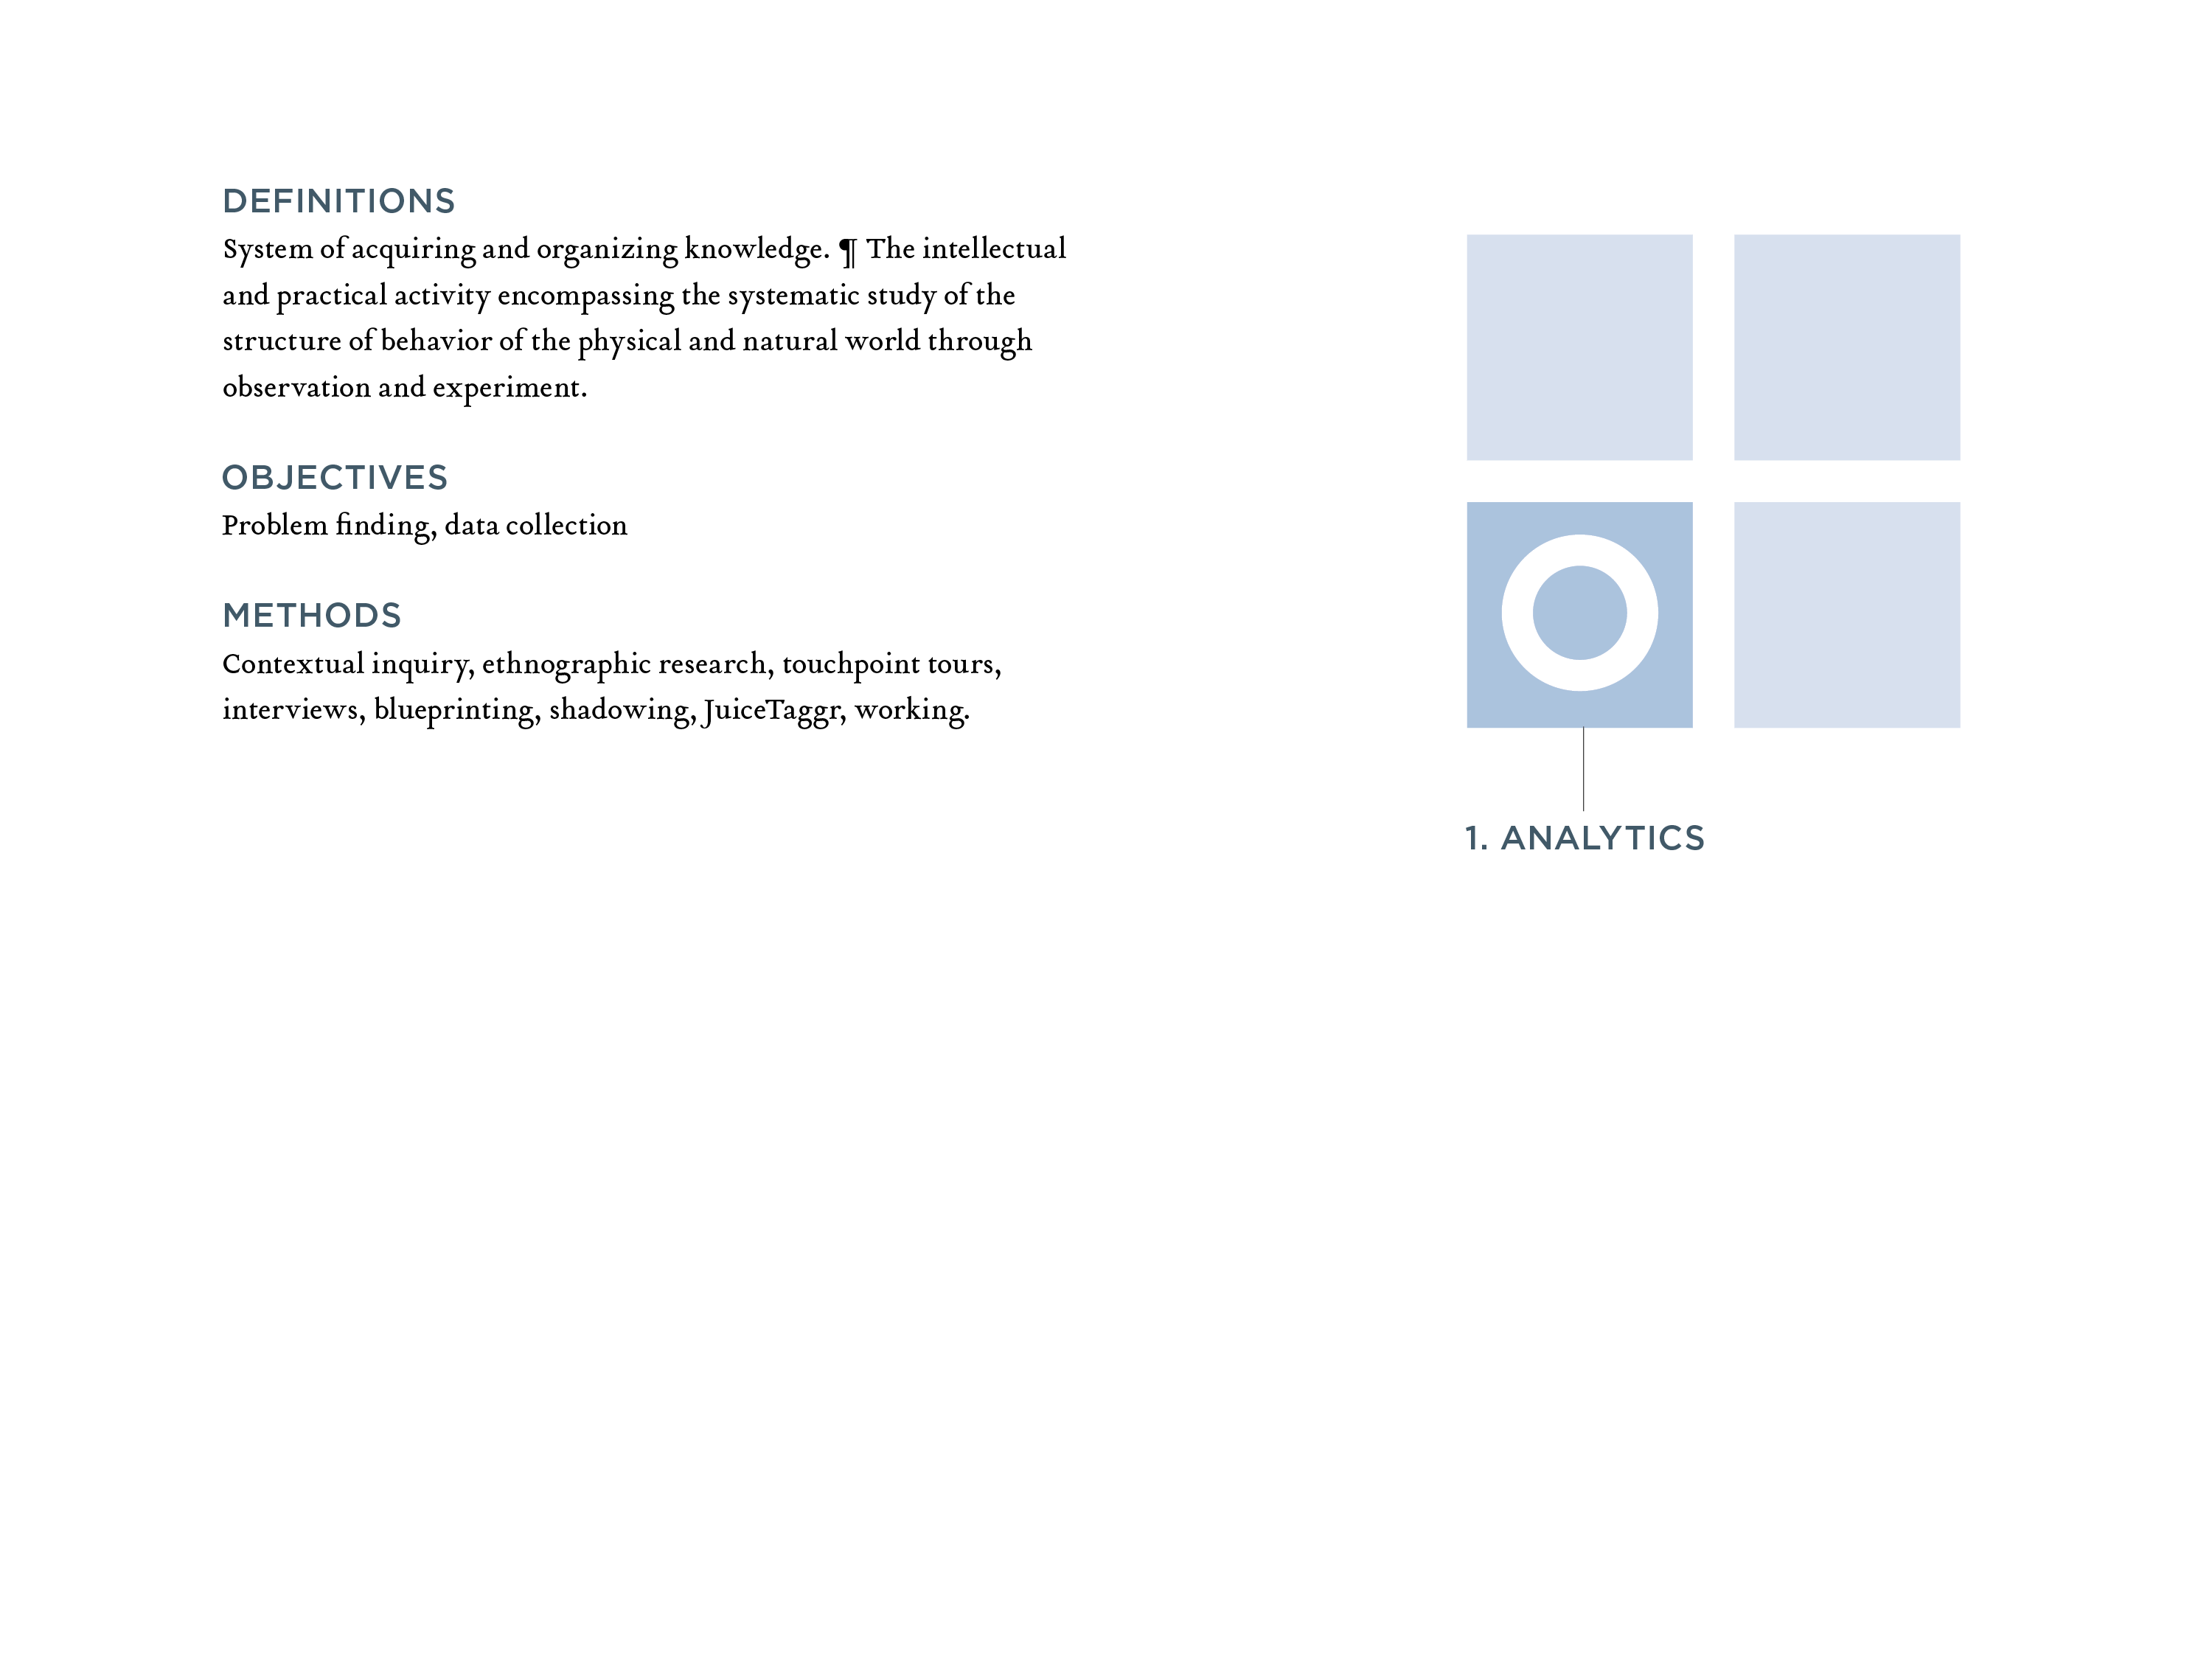 DEFINITIONS
System of acquiring and organizing knowledge. ¶ The intellectual
and practical activity encompassing the systematic study of the
structure of behavior of the physical and natural world through
observation and experiment.
OBJECTIVES
Problem finding, data collection
METHODS
Contextual inquiry, ethnographic research, touchpoint tours,
interviews, blueprinting, shadowing, JuiceTaggr, working.
1. ANALYTICS